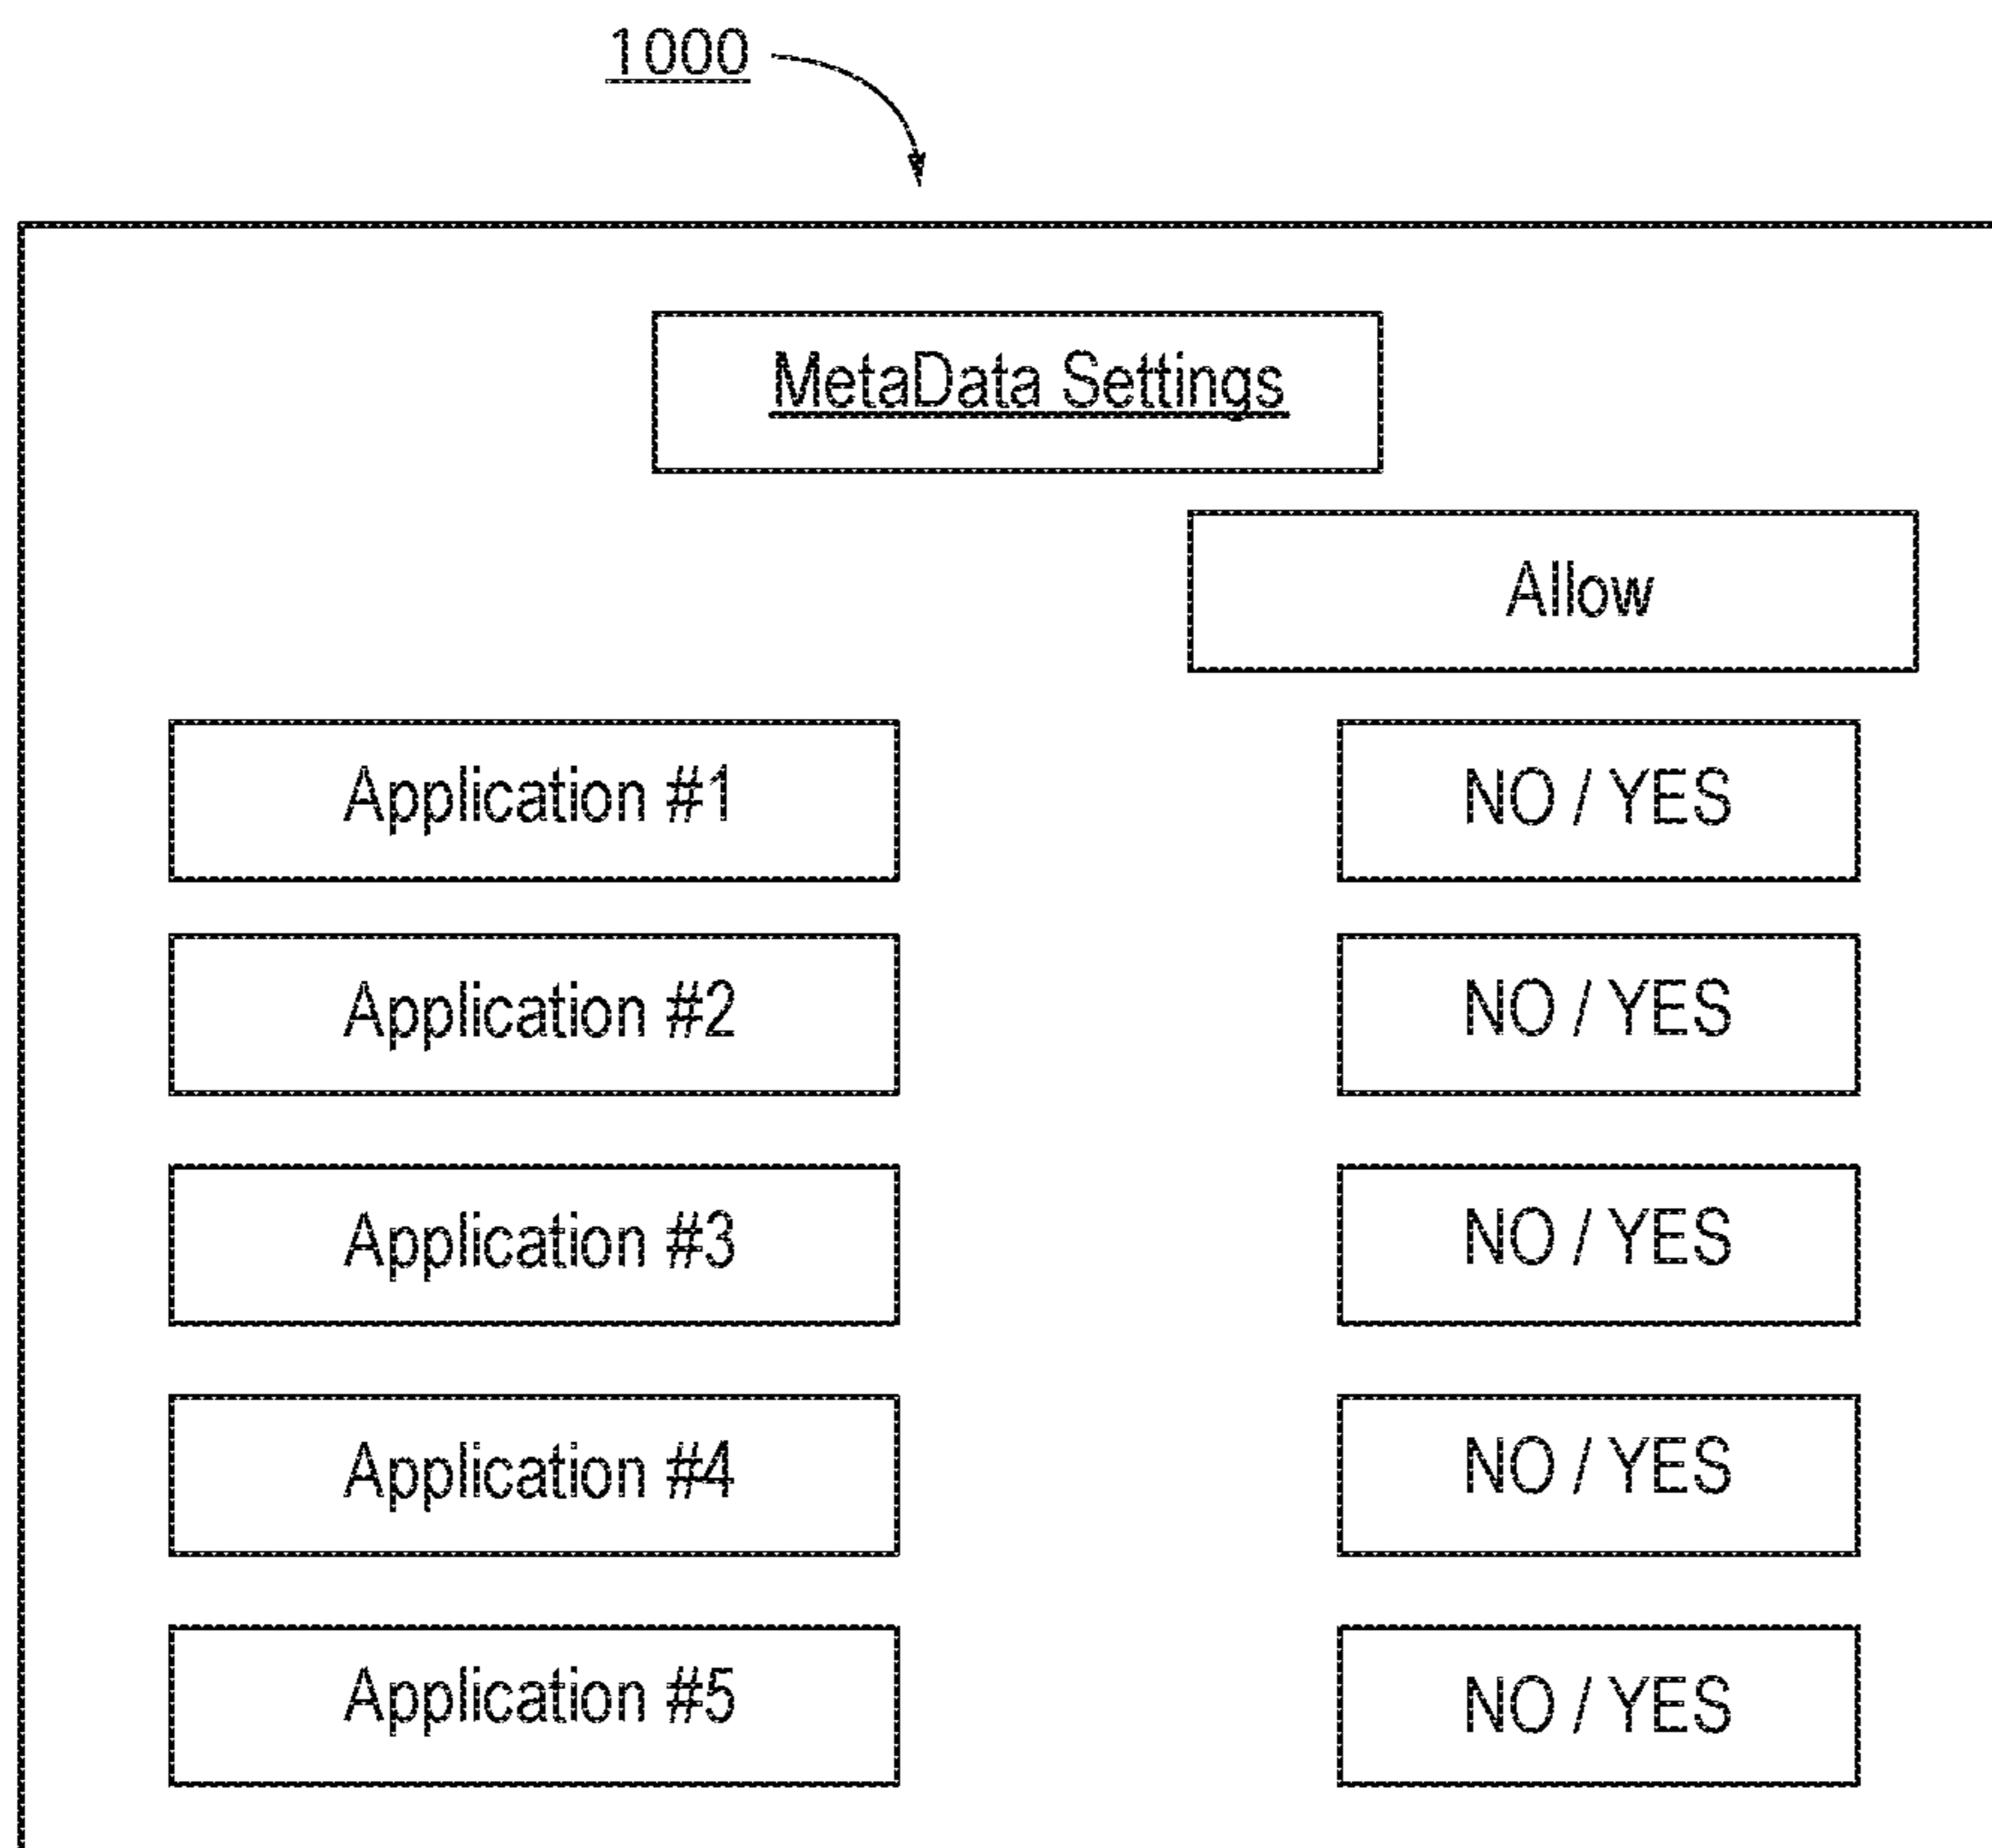 1000
MetaData Settings
Allow
Application #1 NO / YES
Application #2 NO / YES
Application #3 NO / YES
Application #4 NO / YES
Application #5 NO / YES